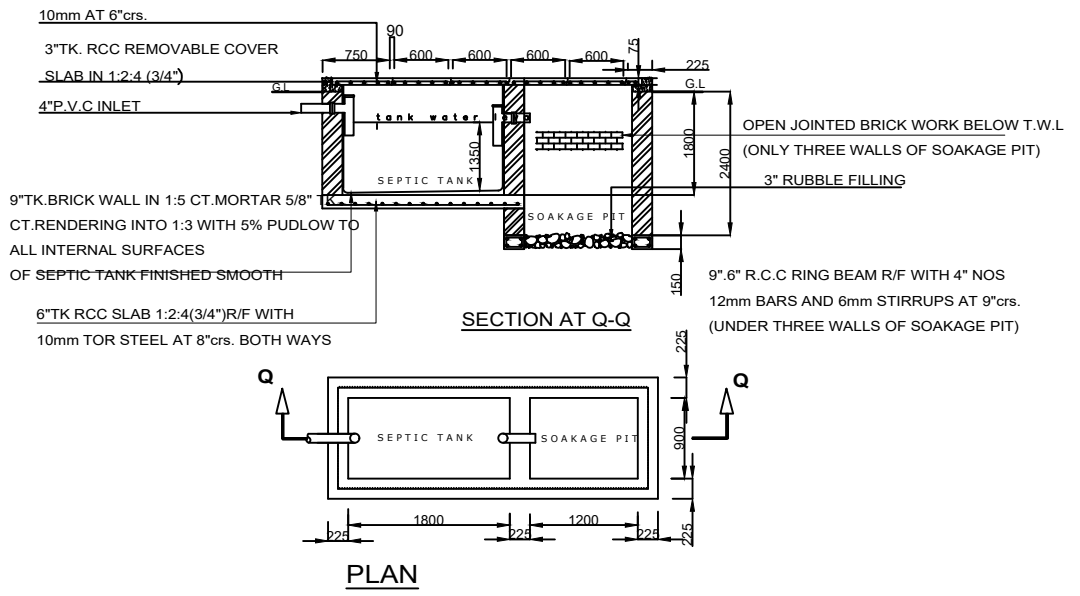 10mm AT 6"crs.
3"TK. RCC REMOVABLE COVER
SLAB IN 1:2:4 (3/4")
4"P.V.C INLET
9"TK.BRICK WALL IN 1:5 CT.MORTAR 5/8" TK
CT.RENDERING INTO 1:3 WITH 5% PUDLOW TO
ALL INTERNAL SURFACES
OF SEPTIC TANK FINISHED SMOOTH
6"TK RCC SLAB 1:2:4(3/4")R/F WITH
10mm TOR STEEL AT 8"crs. BOTH WAYS
90
750
600
600
600
600
75
225
G.L
G.L
tank water
1350
SEPTIC TANK
SOAKAGE PIT
1800
2400
150
OPEN JOINTED BRICK WORK BELOW T.W.L
(ONLY THREE WALLS OF SOAKAGE PIT)
3" RUBBLE FILLING
9".6" R.C.C RING BEAM R/F WITH 4" NOS
12mm BARS AND 6mm STIRRUPS AT 9"crs.
(UNDER THREE WALLS OF SOAKAGE PIT)
SECTION AT Q-Q
Q
Q
SEPTIC TANK
SOAKAGE PIT
225
900
225
225
1800
225
1200
225
PLAN